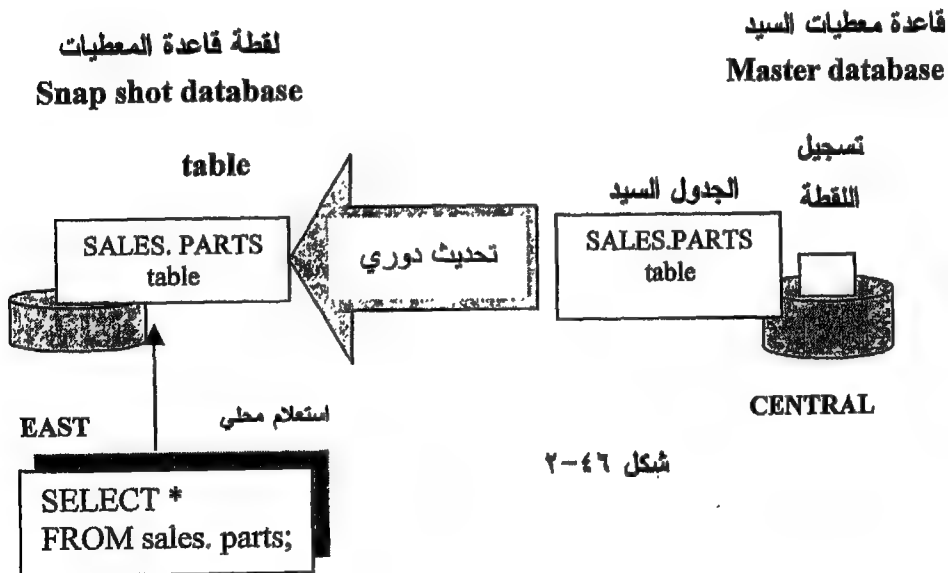 قاعدة معطيات السيد
Master database
لقطة قاعدة المعطيات
Snap shot database
تسجيل
اللقطة
الجدول السيد
SALES.PARTS
table
تحديث دوري
table
SALES. PARTS
table
CENTRAL
EAST
استعلام محلي
SELECT *
FROM sales. parts;
شكل ٤٦-٢